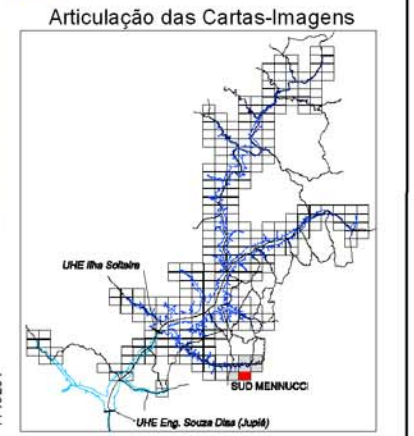 Articulação das Cartas-Imagens
UHE Ilha Solteira
SUD MENNUCCI
UHE Eng. Souza Dias (Jupiá)